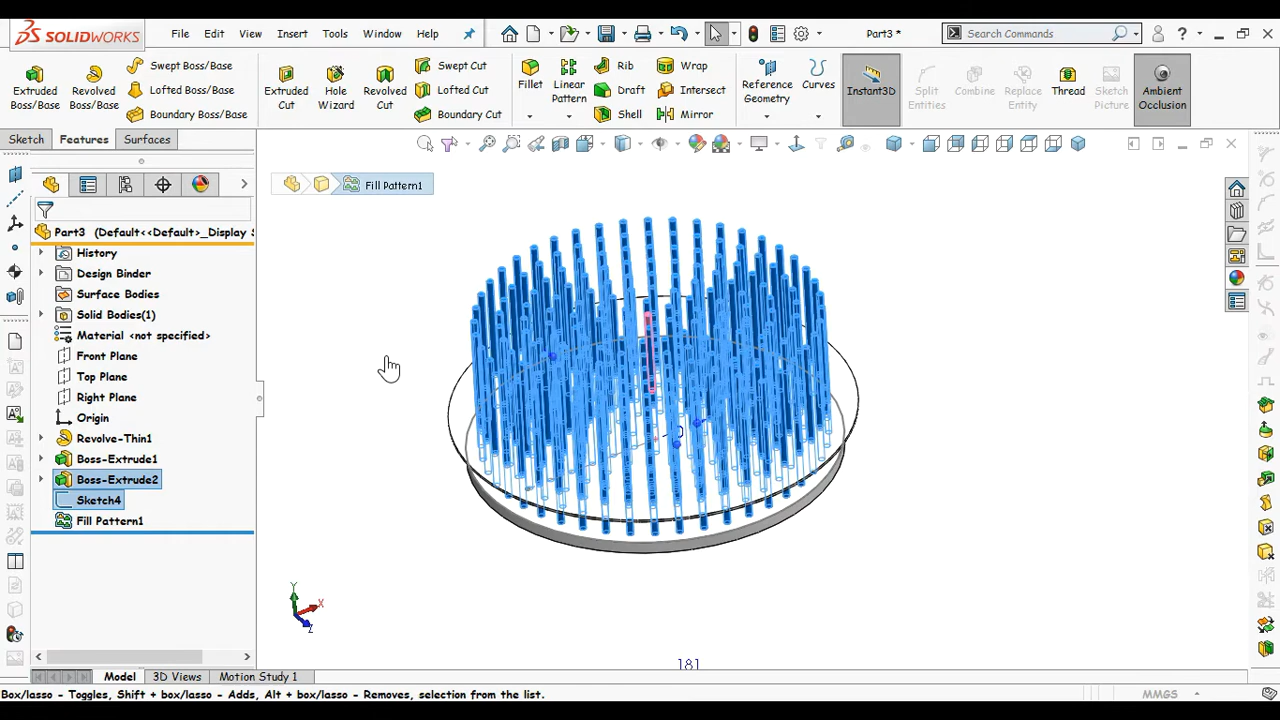 SOLIDWORKS File Edit View Insert Tools Window Help Part3 * Search Commands
Extruded Boss/Base
Revolved Boss/Base
Swept Boss/Base
Lofted Boss/Base
Boundary Boss/Base
Extruded Cut
Hole Wizard
Revolved Cut
Swept Cut
Lofted Cut
Boundary Cut
Fillet
Linear Pattern
Rib
Draft
Shell
Wrap
Intersect
Mirror
Reference Geometry
Curves
Instant3D
Split Entities
Combine
Replace Entity
Thread
Sketch Picture
Ambient Occlusion
Sketch Features Surfaces
Fill Pattern1
Part3 (Default<<Default>_Display S
History
Design Binder
Surface Bodies
Solid Bodies(1)
Material <not specified>
Front Plane
Top Plane
Right Plane
Origin
Revolve-Thin1
Boss-Extrude1
Boss-Extrude2
Sketch4
Fill Pattern1
Y
X
Z
181
Model 3D Views Motion Study 1
Box/lasso - Toggles, Shift + box/lasso - Adds, Alt + box/lasso - Removes, selection from the list.
MMGS